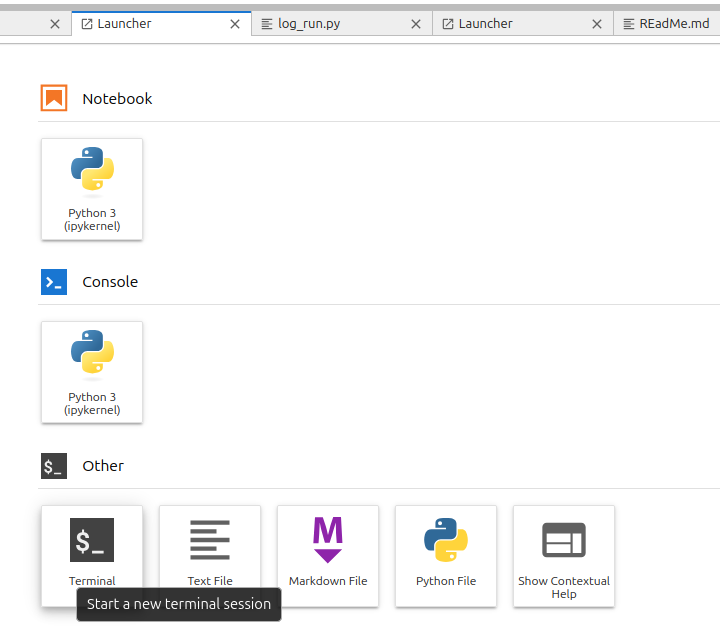 Launcher
log_run.py
Launcher
REadMe.md
Notebook
Python 3
(ipykernel)
Console
Python 3
(ipykernel)
$_
Other
$_
Terminal
Text File
M
Markdown File
Python File
Show Contextual
Help
Start a new terminal session